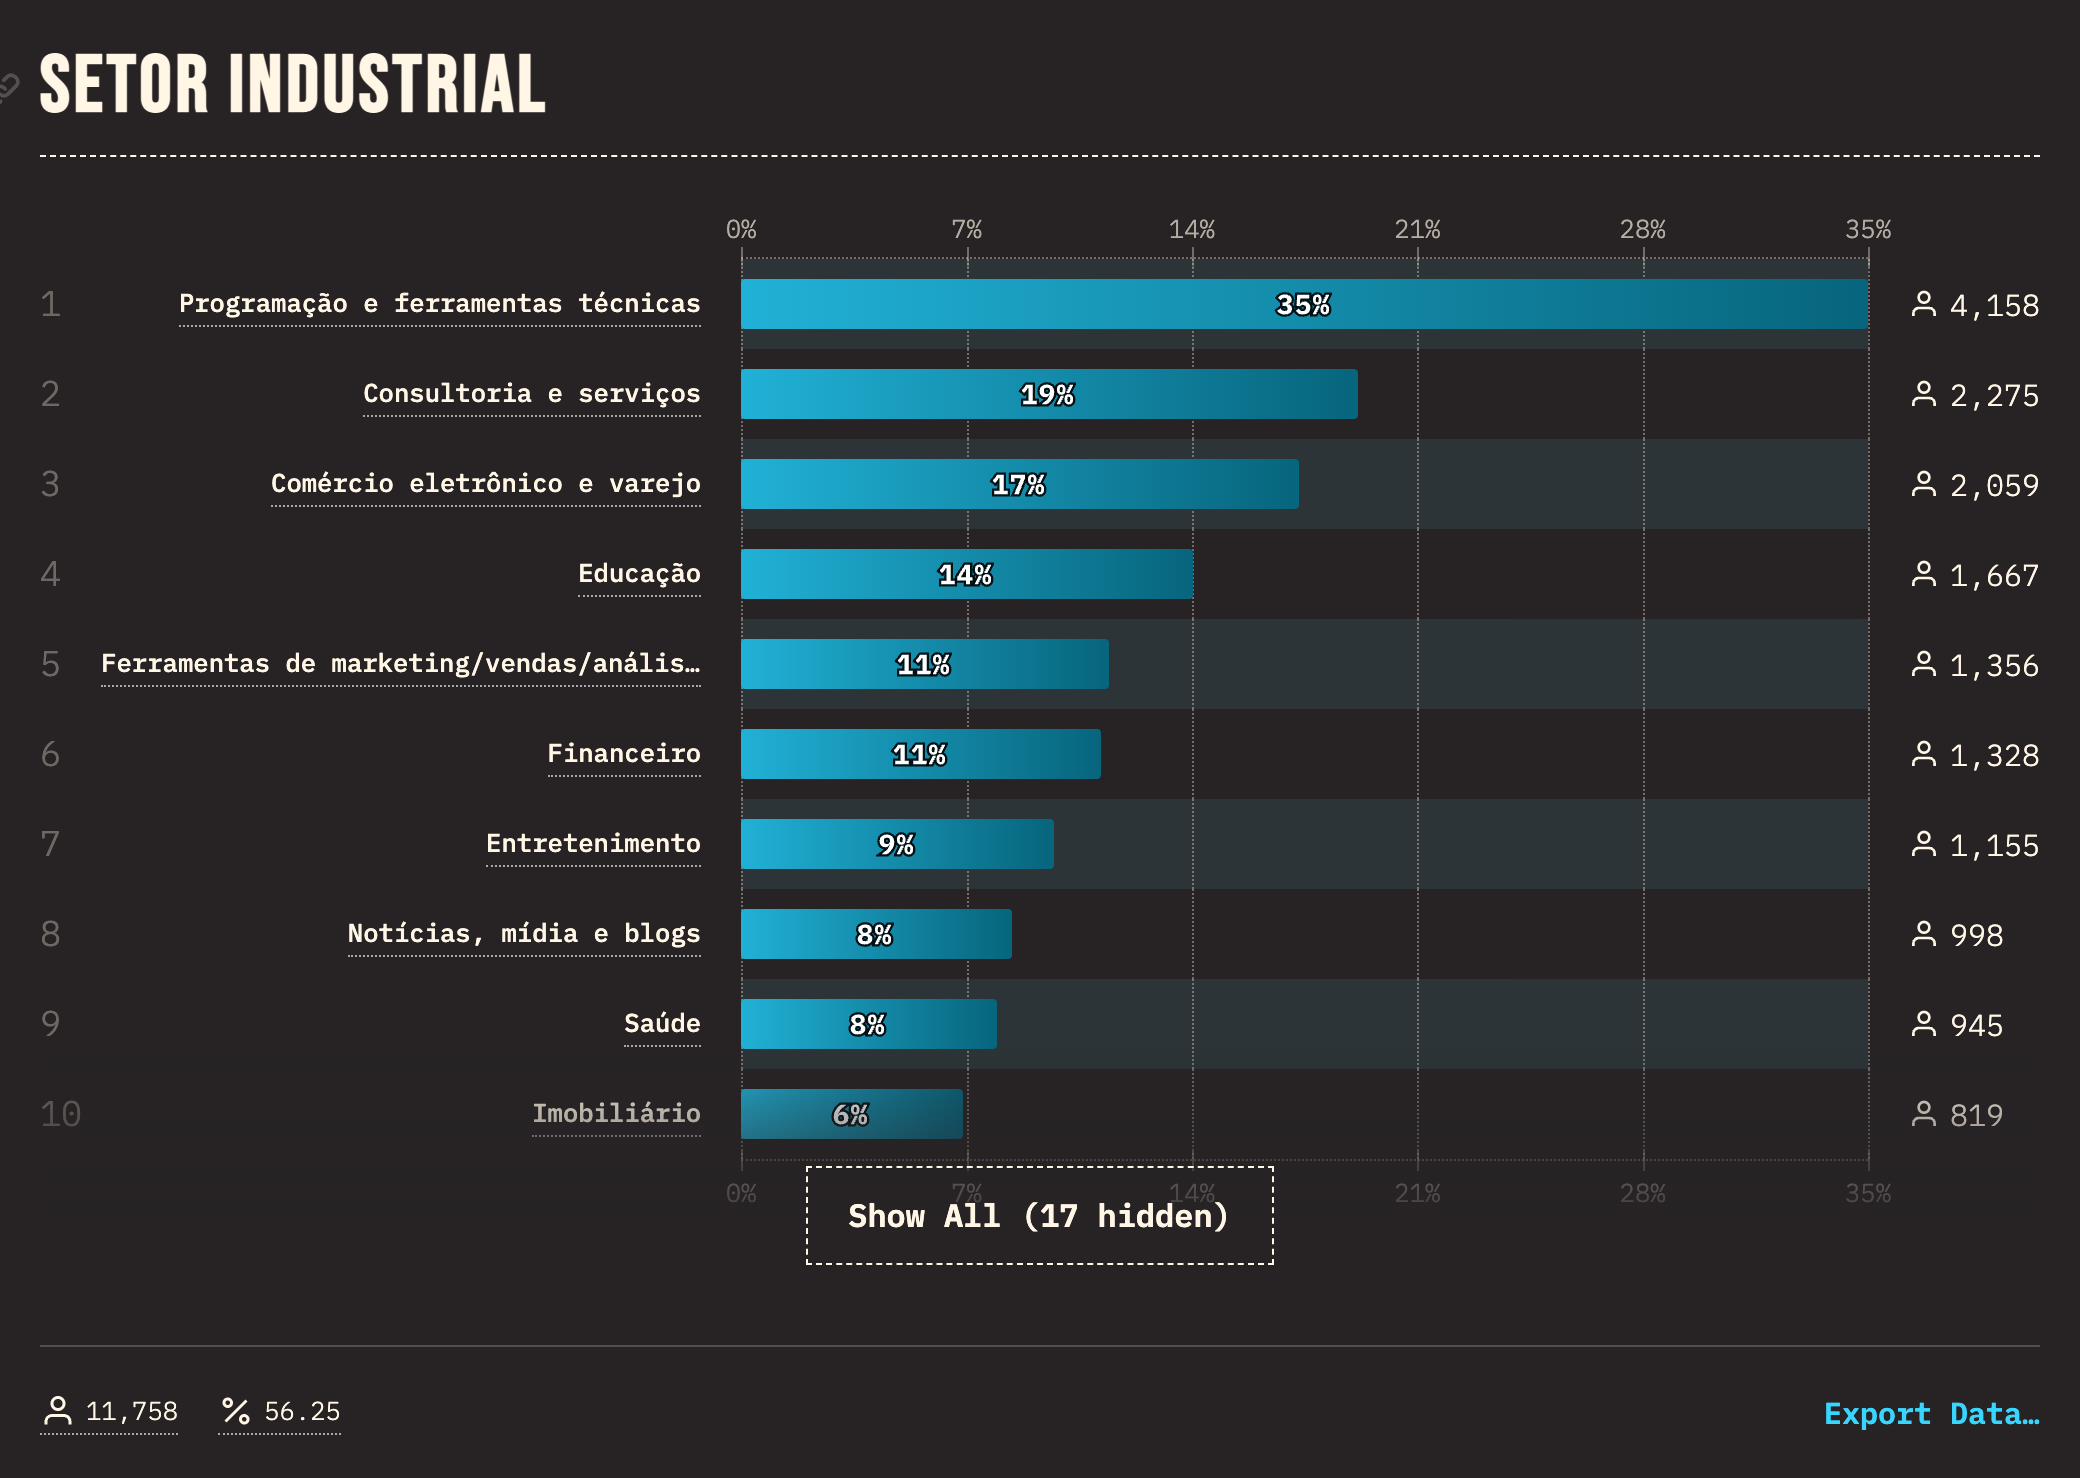 SETOR INDUSTRIAL
0% 7% 14% 21% 28% 35%
1 Programação e ferramentas técnicas 35% 4,158
2 Consultoria e serviços 19% 2,275
3 Comércio eletrônico e varejo 17% 2,059
4 Educação 14% 1,667
5 Ferramentas de marketing/vendas/anális… 11% 1,356
6 Financeiro 11% 1,328
7 Entretenimento 9% 1,155
8 Notícias, mídia e blogs 8% 998
9 Saúde 8% 945
10 Imobiliário 6% 819
0% 7% 14% 21% 28% 35%
Show All (17 hidden)
11,758 % 56.25 Export Data…